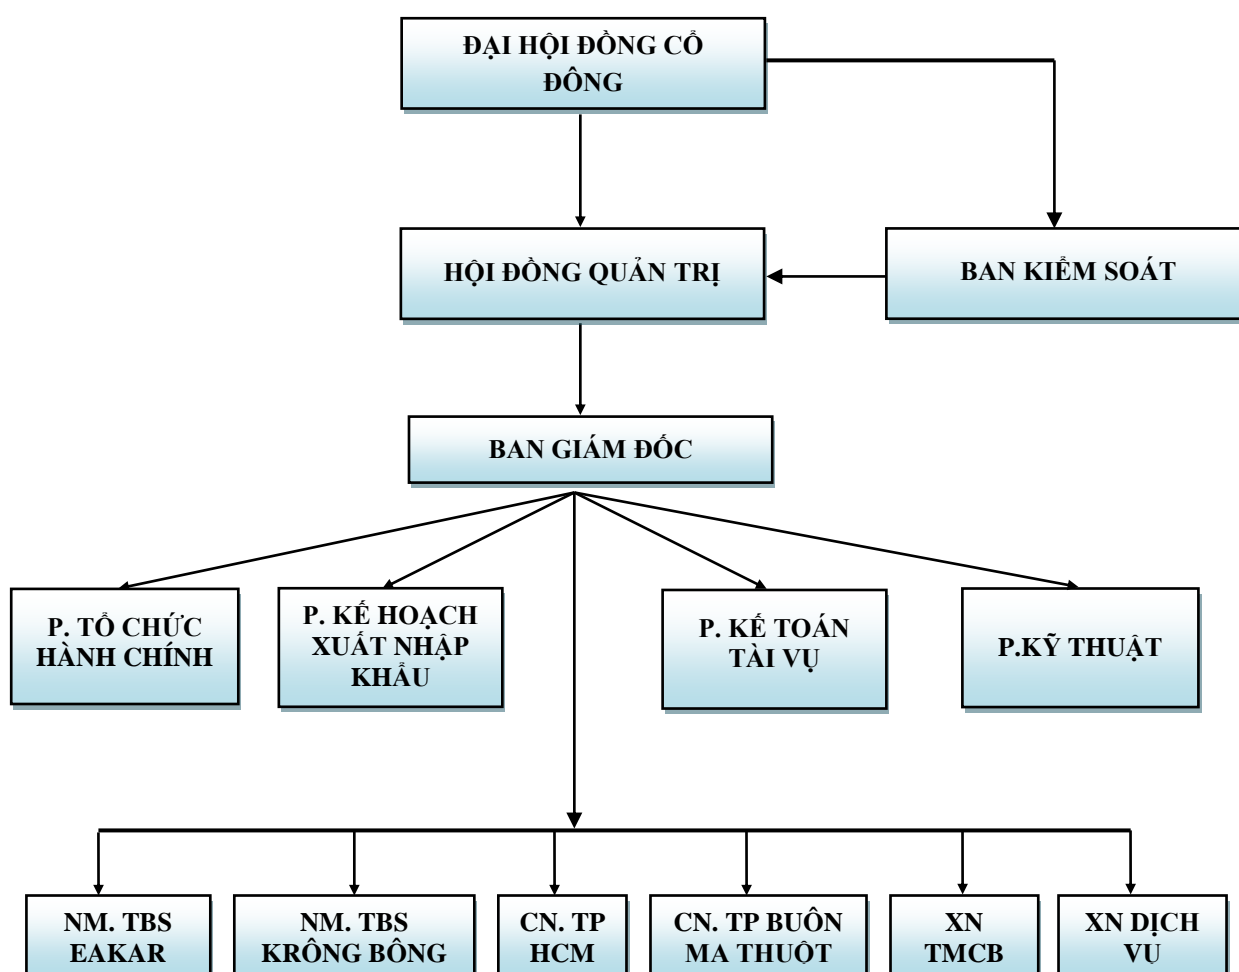 ĐẠI HỘI ĐỒNG CỔ
ĐÔNG
HỘI ĐỒNG QUẢN TRỊ
BAN KIỂM SOÁT
BAN GIÁM ĐỐC
P. TỔ CHỨC
HÀNH CHÍNH
P. KẾ HOẠCH
XUẤT NHẬP
KHẨU
P. KẾ TOÁN
TÀI VỤ
P.KỸ THUẬT
NM. TBS
EAKAR
NM. TBS
KRÔNG BÔNG
CN. TP
HCM
CN. TP BUÔN
MA THUỘT
XN
TMCB
XN DỊCH
VỤ